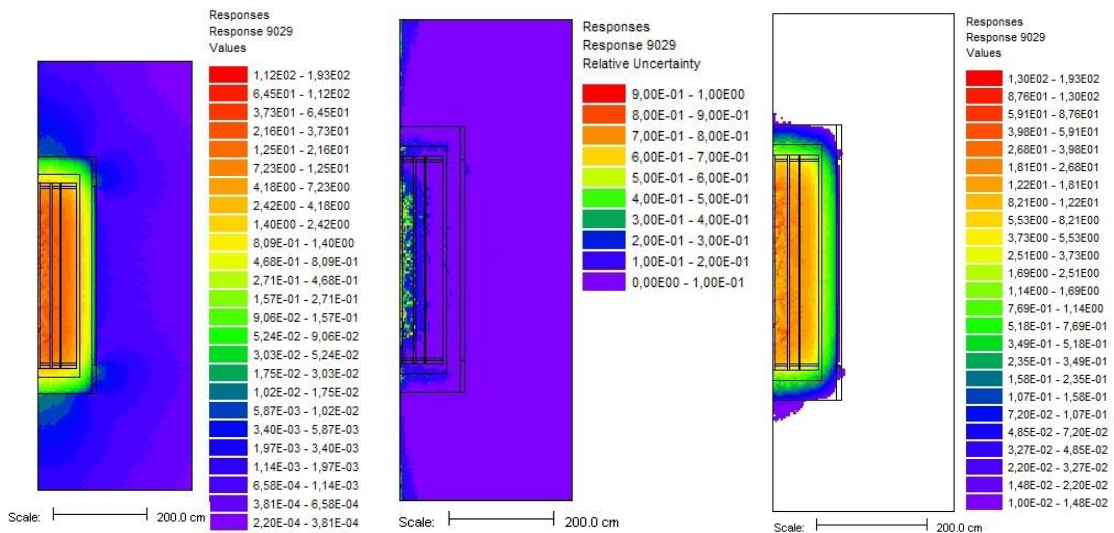 Responses
Response 9029
Values
1,12E02 - 1,93E02
6,45E01 - 1,12E02
3,73E01 - 6,45E01
2,16E01 - 3,73E01
1,25E01 - 2,16E01
7,23E00 - 1,25E01
4,18E00 - 7,23E00
2,42E00 - 4,18E00
1,40E00 - 2,42E00
8,09E-01 - 1,40E00
4,68E-01 - 8,09E-01
2,71E-01 - 4,68E-01
1,57E-01 - 2,71E-01
9,06E-02 - 1,57E-01
5,24E-02 - 9,06E-02
3,03E-02 - 5,24E-02
1,75E-02 - 3,03E-02
1,02E-02 - 1,75E-02
5,87E-03 - 1,02E-02
3,40E-03 - 5,87E-03
1,97E-03 - 3,40E-03
1,14E-03 - 1,97E-03
6,58E-04 - 1,14E-03
3,81E-04 - 6,58E-04
2,20E-04 - 3,81E-04
Scale: 200.0 cm
Responses
Response 9029
Relative Uncertainty
9,00E-01 - 1,00E00
8,00E-01 - 9,00E-01
7,00E-01 - 8,00E-01
6,00E-01 - 7,00E-01
5,00E-01 - 6,00E-01
4,00E-01 - 5,00E-01
3,00E-01 - 4,00E-01
2,00E-01 - 3,00E-01
1,00E-01 - 2,00E-01
0,00E00 - 1,00E-01
Scale: 200.0 cm
Responses
Response 9029
Values
1,30E02 - 1,93E02
8,76E01 - 1,30E02
5,91E01 - 8,76E01
3,98E01 - 5,91E01
2,68E01 - 3,98E01
1,81E01 - 2,68E01
1,22E01 - 1,81E01
8,21E00 - 1,22E01
5,53E00 - 8,21E00
3,73E00 - 5,53E00
2,51E00 - 3,73E00
1,69E00 - 2,51E00
1,14E00 - 1,69E00
7,69E-01 - 1,14E00
5,18E-01 - 7,69E-01
3,49E-01 - 5,18E-01
2,35E-01 - 3,49E-01
1,58E-01 - 2,35E-01
1,07E-01 - 1,58E-01
7,20E-02 - 1,07E-01
4,85E-02 - 7,20E-02
3,27E-02 - 4,85E-02
2,20E-02 - 3,27E-02
1,48E-02 - 2,20E-02
1,00E-02 - 1,48E-02
Scale: 200.0 cm